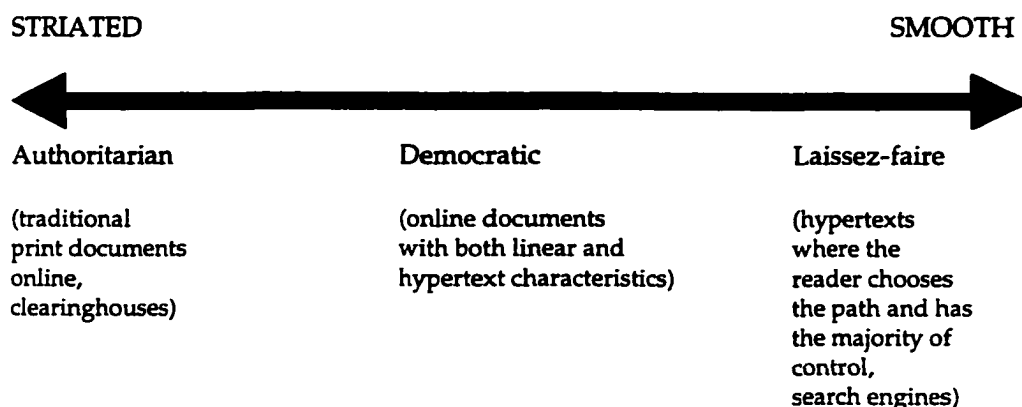 STRIATED SMOOTH
Authoritarian Democratic Laissez-faire
(traditional
print documents
online,
clearinghouses)
(online documents
with both linear and
hypertext characteristics)
(hypertexts
where the
reader chooses
the path and has
the majority of
control,
search engines)